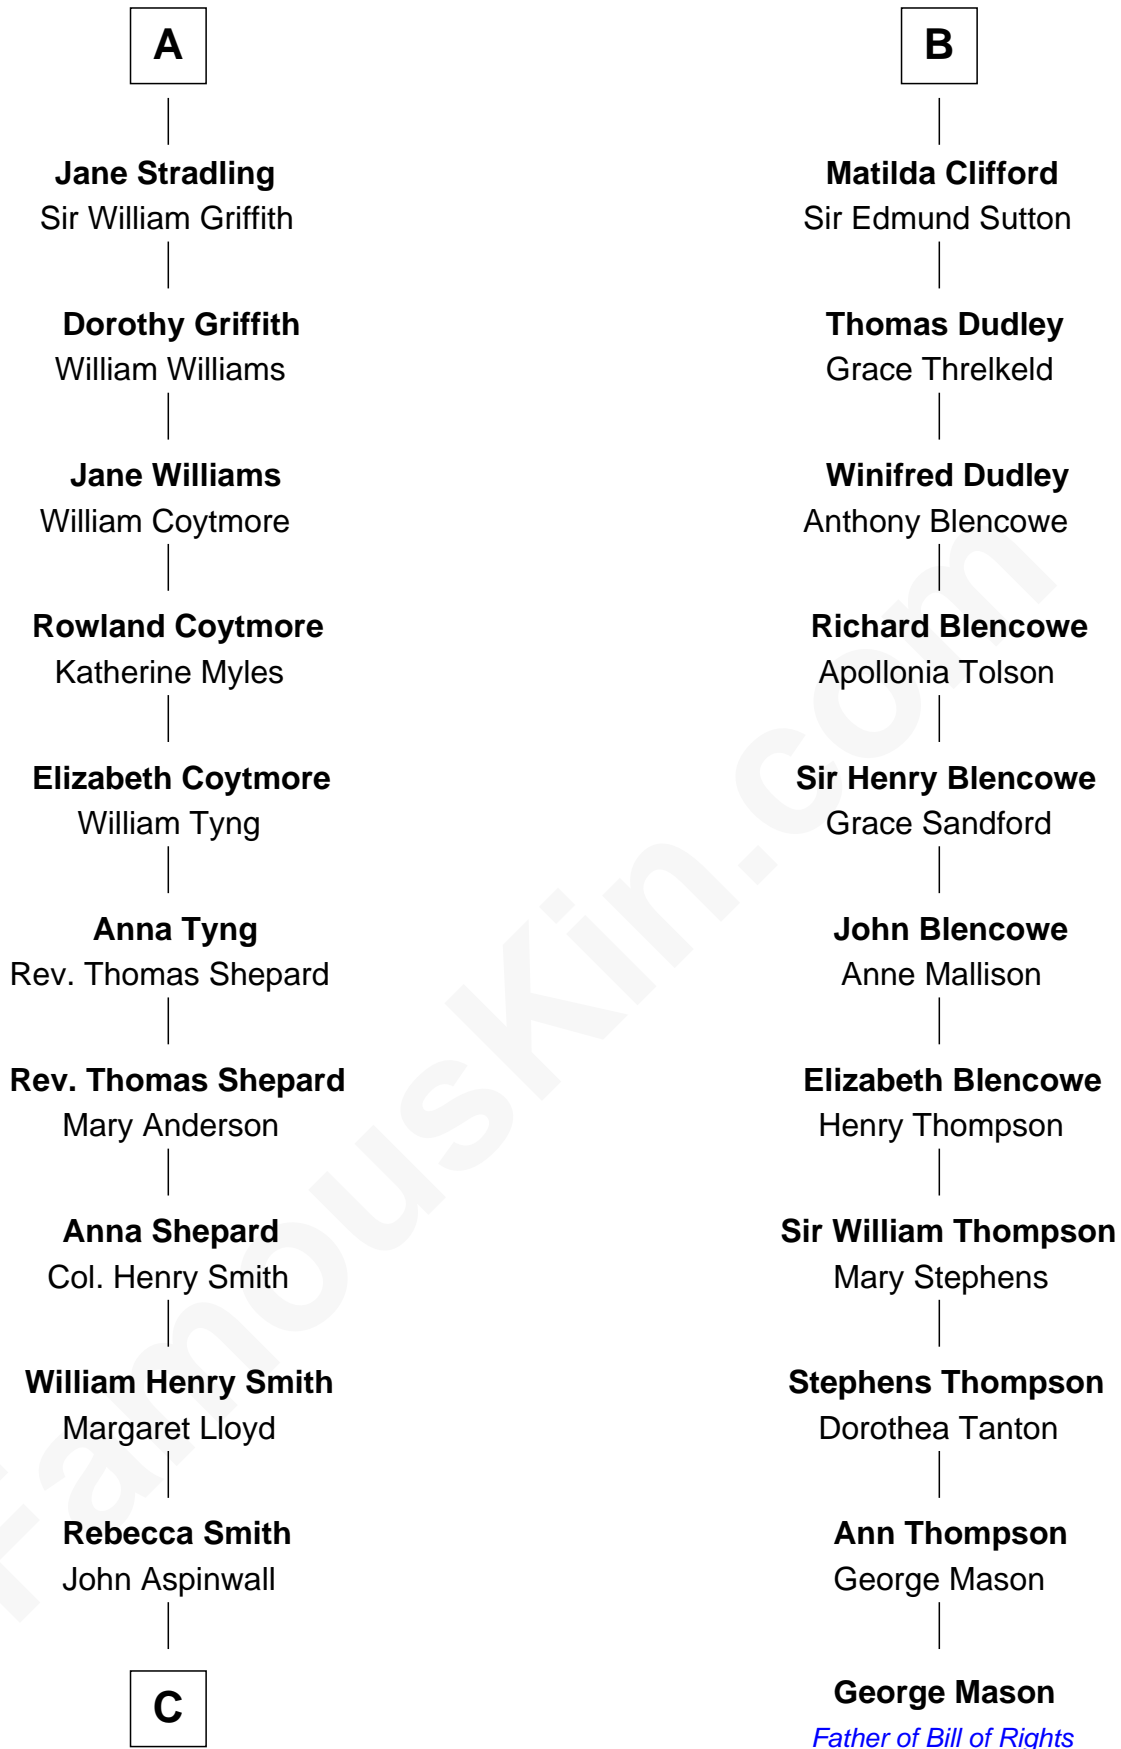 A
Jane Stradling
Sir William Griffith
Dorothy Griffith
William Williams
Jane Williams
William Coytmore
Rowland Coytmore
Katherine Myles
Elizabeth Coytmore
William Tyng
Anna Tyng
Rev. Thomas Shepard
Rev. Thomas Shepard
Mary Anderson
Anna Shepard
Col. Henry Smith
William Henry Smith
Margaret Lloyd
Rebecca Smith
John Aspinwall
C
B
Matilda Clifford
Sir Edmund Sutton
Thomas Dudley
Grace Threlkeld
Winifred Dudley
Anthony Blencowe
Richard Blencowe
Apollonia Tolson
Sir Henry Blencowe
Grace Sandford
John Blencowe
Anne Mallison
Elizabeth Blencowe
Henry Thompson
Sir William Thompson
Mary Stephens
Stephens Thompson
Dorothea Tanton
Ann Thompson
George Mason
George Mason
Father of Bill of Rights
FamousKin.com